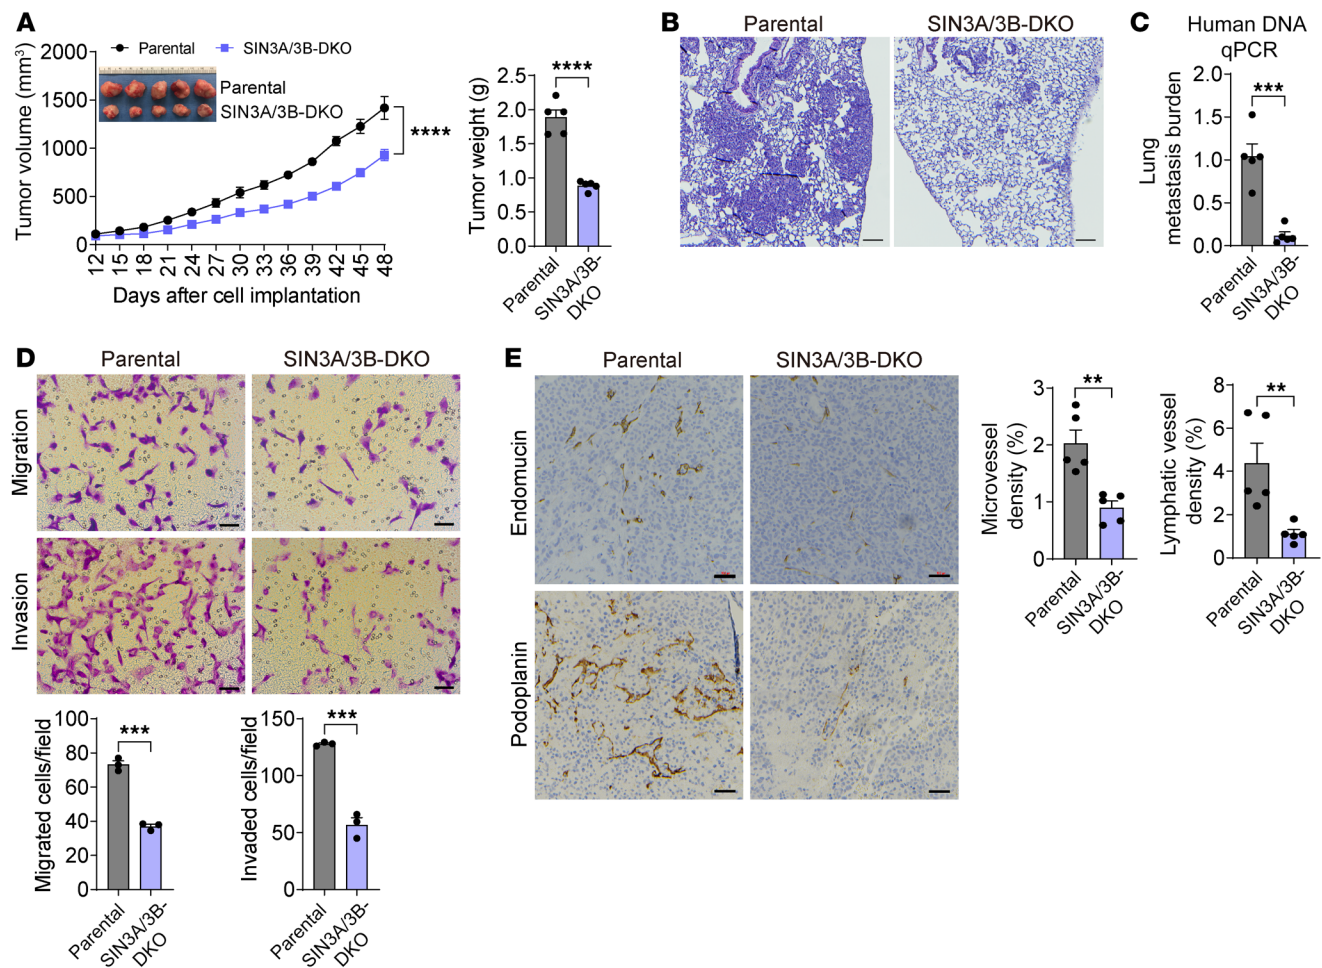 A
Tumor volume (mm³)
Parental
SIN3A/3B-DKO
Parental
SIN3A/3B-DKO
2000
1500
1000
500
0
****
12 15 18 21 24 27 30 33 36 39 42 45 48
Days after cell implantation
Tumor weight (g)
****
2.5
2.0
1.5
1.0
0.5
0.0
Parental
SIN3A/3B-
DKO
B
Parental
SIN3A/3B-DKO
C
Human DNA
qPCR
Lung
metastasis burden
***
2.0
1.5
1.0
0.5
0.0
Parental
SIN3A/3B-
DKO
D
Parental
SIN3A/3B-DKO
Migration
Invasion
Migrated cells/field
***
100
80
60
40
20
0
Parental
SIN3A/3B-
DKO
Invaded cells/field
***
150
100
50
0
Parental
SIN3A/3B-
DKO
E
Parental
SIN3A/3B-DKO
Endomucin
Podoplanin
Microvessel
density (%)
**
3
2
1
0
Parental
SIN3A/3B-
DKO
Lymphatic vessel
density (%)
**
8
6
4
2
0
Parental
SIN3A/3B-
DKO